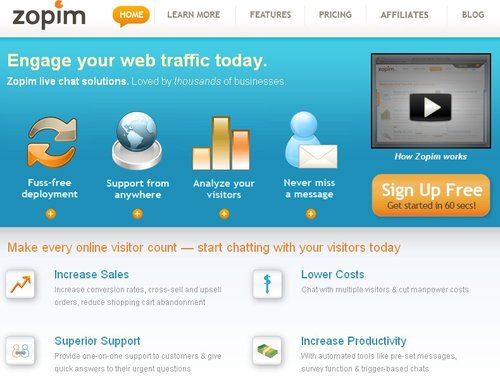 zopim
HOME LEARN MORE FEATURES PRICING AFFILIATES BLOG
Engage your web traffic today.
Zopim live chat solutions. Loved by thousands of businesses.
zopim
How Zopim works
Fuss-free
deployment
Support from
anywhere
Analyze your
visitors
Never miss
a message
Sign Up Free
Get started in 60 secs!
Make every online visitor count — start chatting with your visitors today
Increase Sales
Increase conversion rates, cross-sell and upsell
orders, reduce shopping cart abandonment
Lower Costs
Chat with multiple visitors & cut manpower costs
Superior Support
Provide one-on-one support to customers & give
quick answers to their urgent questions
Increase Productivity
With automated tools like pre-set messages,
survey function & trigger-based chats